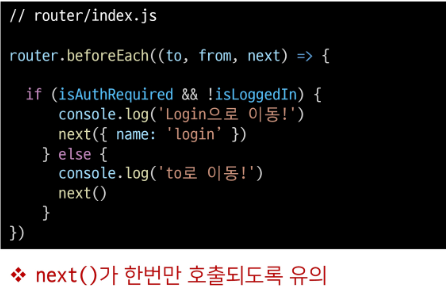 // router/index.js
router.beforeEach((to, from, next) => {
if (isAuthRequired && !isLoggedIn) {
console.log('Login으로 이동!')
next({ name: 'login’ })
} else {
console.log('to로 이동!')
next()
}
})
❖ next()가 한번만 호출되도록 유의